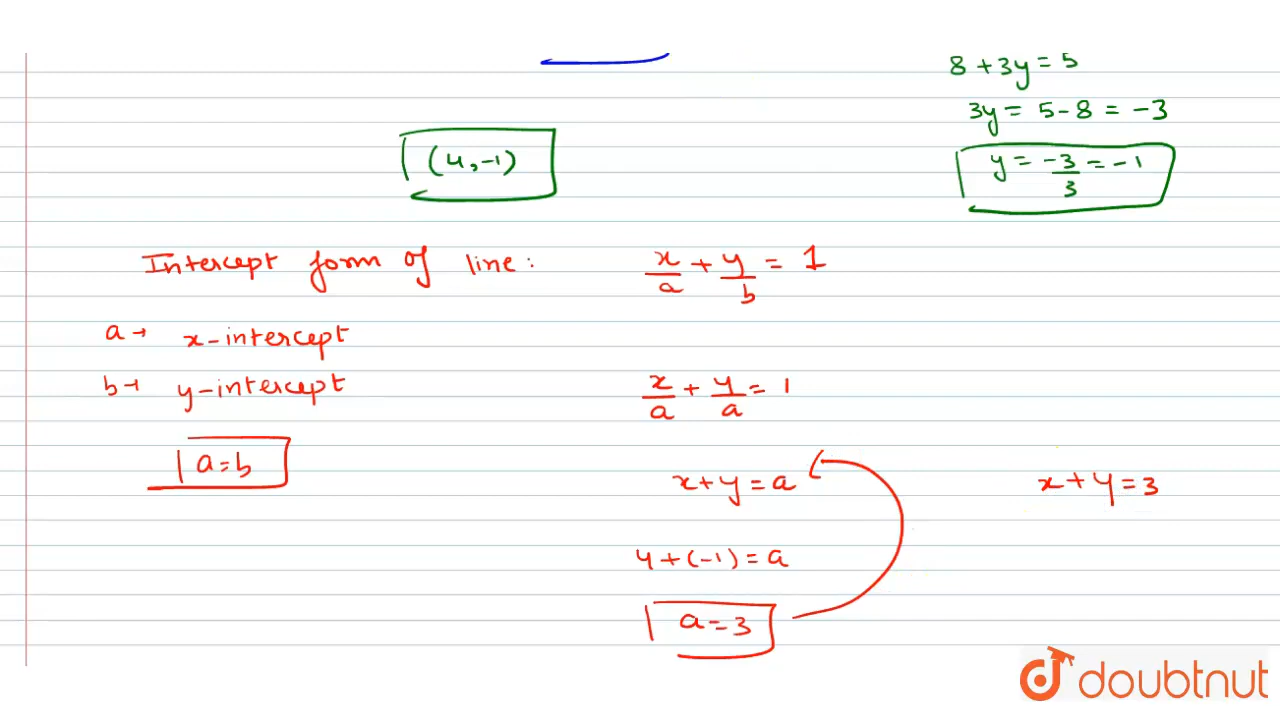 8 + 3y = 5
3y = 5 - 8 = -3
(4, -1)
y = -3/3 = -1
Intercept form of line :
x/a + y/b = 1
a → x-intercept
b → y-intercept
x/a + y/a = 1
a = b
x + y = a
x + y = 3
4 + (-1) = a
a = 3
doubtnut